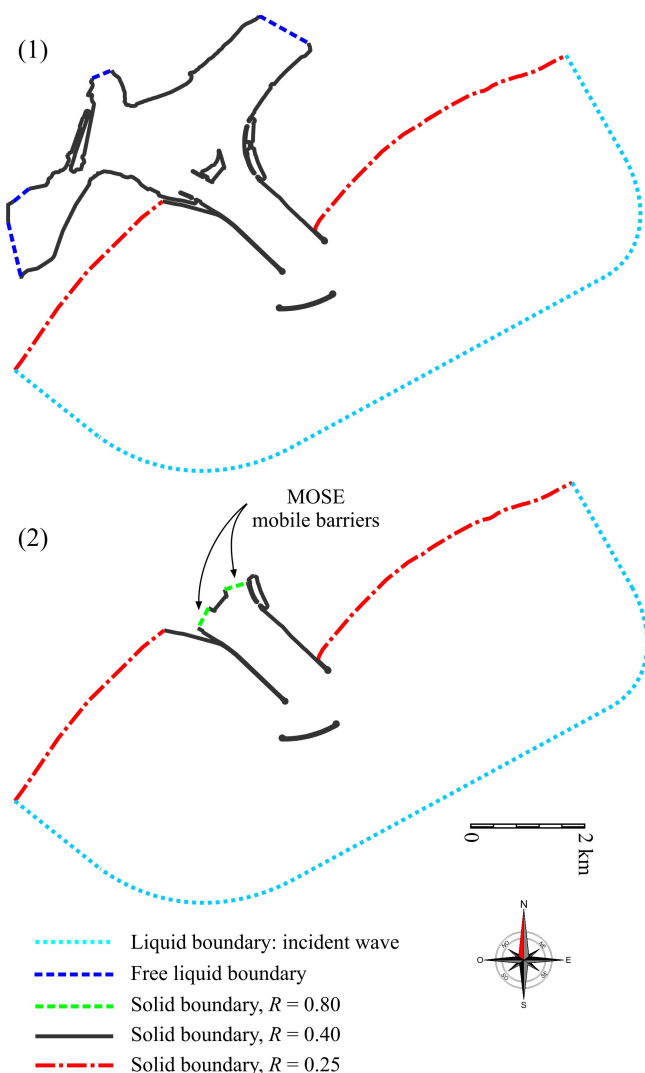 (1)
MOSE
mobile barriers
(2)
0
2 km
N
O
E
S
Liquid boundary: incident wave
Free liquid boundary
Solid boundary, R = 0.80
Solid boundary, R = 0.40
Solid boundary, R = 0.25